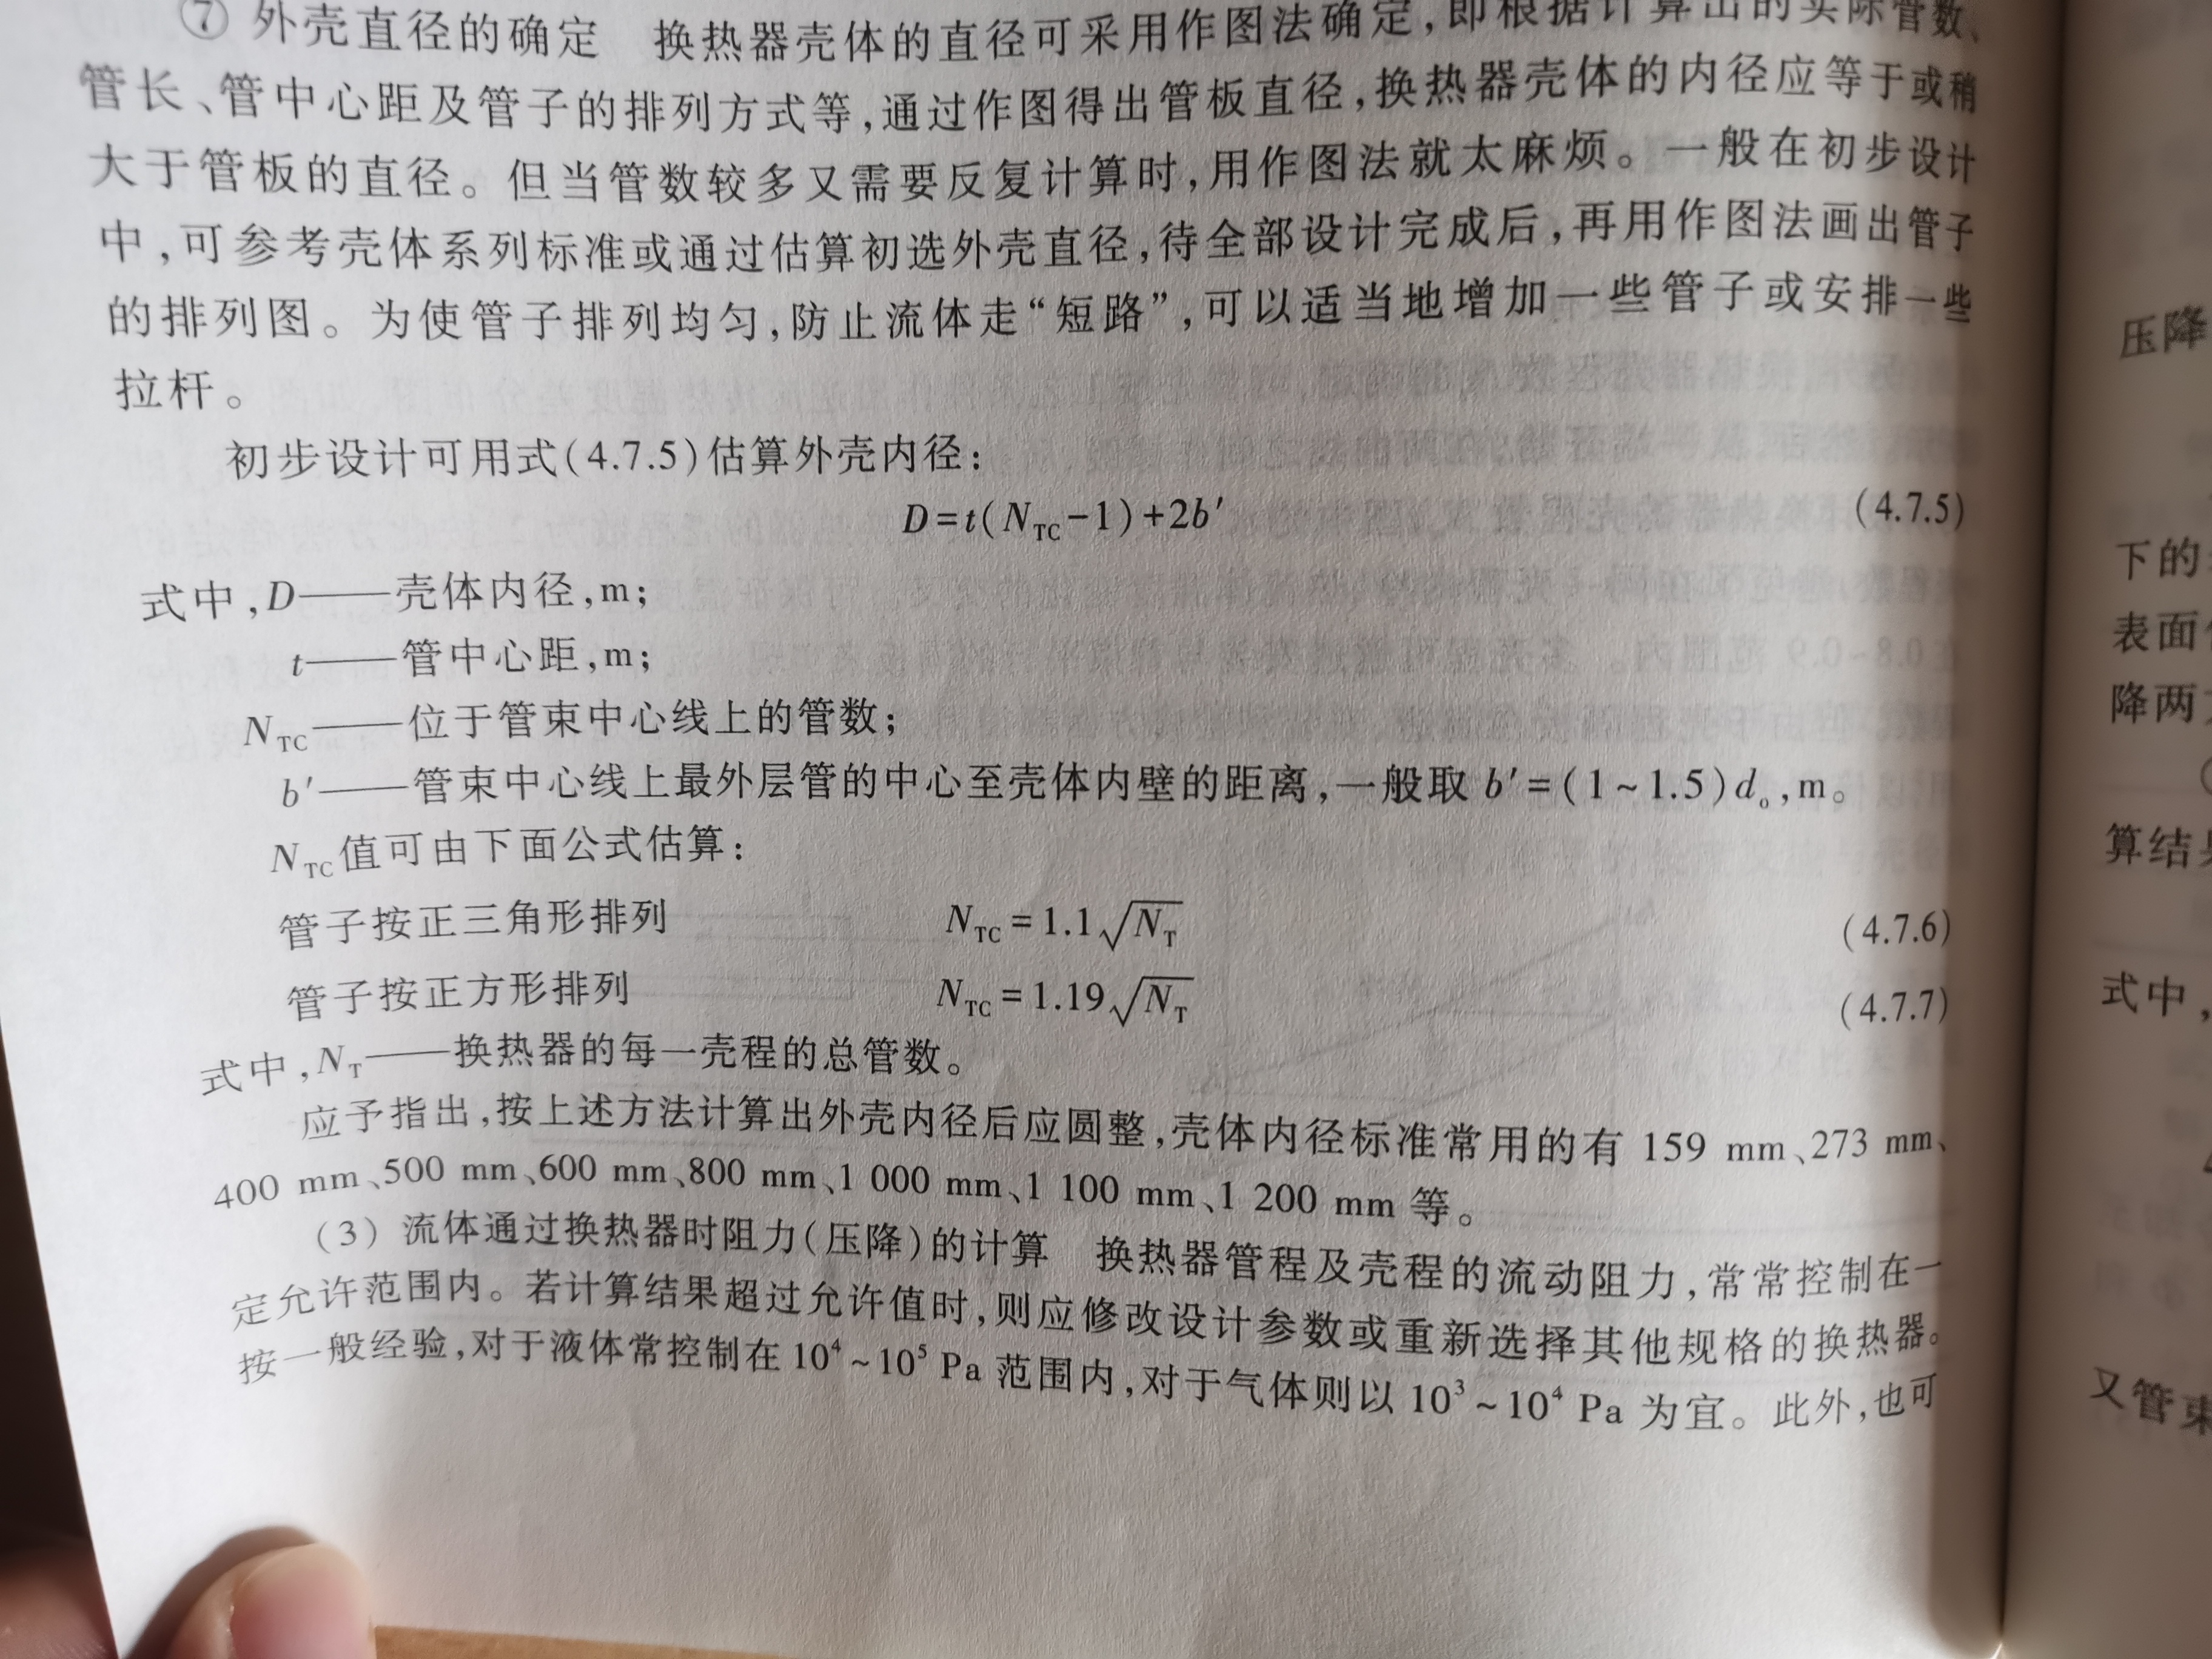 ⑦ 外壳直径的确定　换热器壳体的直径可采用作图法确定,即根据计算出的实际管数、
管长、管中心距及管子的排列方式等,通过作图得出管板直径,换热器壳体的内径应等于或稍
大于管板的直径。但当管数较多又需要反复计算时,用作图法就太麻烦。一般在初步设计
中,可参考壳体系列标准或通过估算初选外壳直径,待全部设计完成后,再用作图法画出管子
的排列图。为使管子排列均匀,防止流体走“短路”,可以适当地增加一些管子或安排一些
拉杆。
初步设计可用式(4.7.5)估算外壳内径:
D=t(N_TC-1)+2b′ (4.7.5)
式中,D——壳体内径,m;
t——管中心距,m;
N_TC——位于管束中心线上的管数;
b′——管束中心线上最外层管的中心至壳体内壁的距离,一般取 b′=(1~1.5)d_o,m。
N_TC值可由下面公式估算:
管子按正三角形排列 N_TC=1.1√N_T (4.7.6)
管子按正方形排列 N_TC=1.19√N_T (4.7.7)
式中,N_T——换热器的每一壳程的总管数。
应予指出,按上述方法计算出外壳内径后应圆整,壳体内径标准常用的有 159 mm、273 mm、
400 mm、500 mm、600 mm、800 mm、1 000 mm、1 100 mm、1 200 mm 等。
(3) 流体通过换热器时阻力(压降)的计算　换热器管程及壳程的流动阻力,常常控制在一
定允许范围内。若计算结果超过允许值时,则应修改设计参数或重新选择其他规格的换热器。
按一般经验,对于液体常控制在 10⁴~10⁵ Pa 范围内,对于气体则以 10³~10⁴ Pa 为宜。此外,也可
压降
下的
表面
降两
算结
式中,
又管束